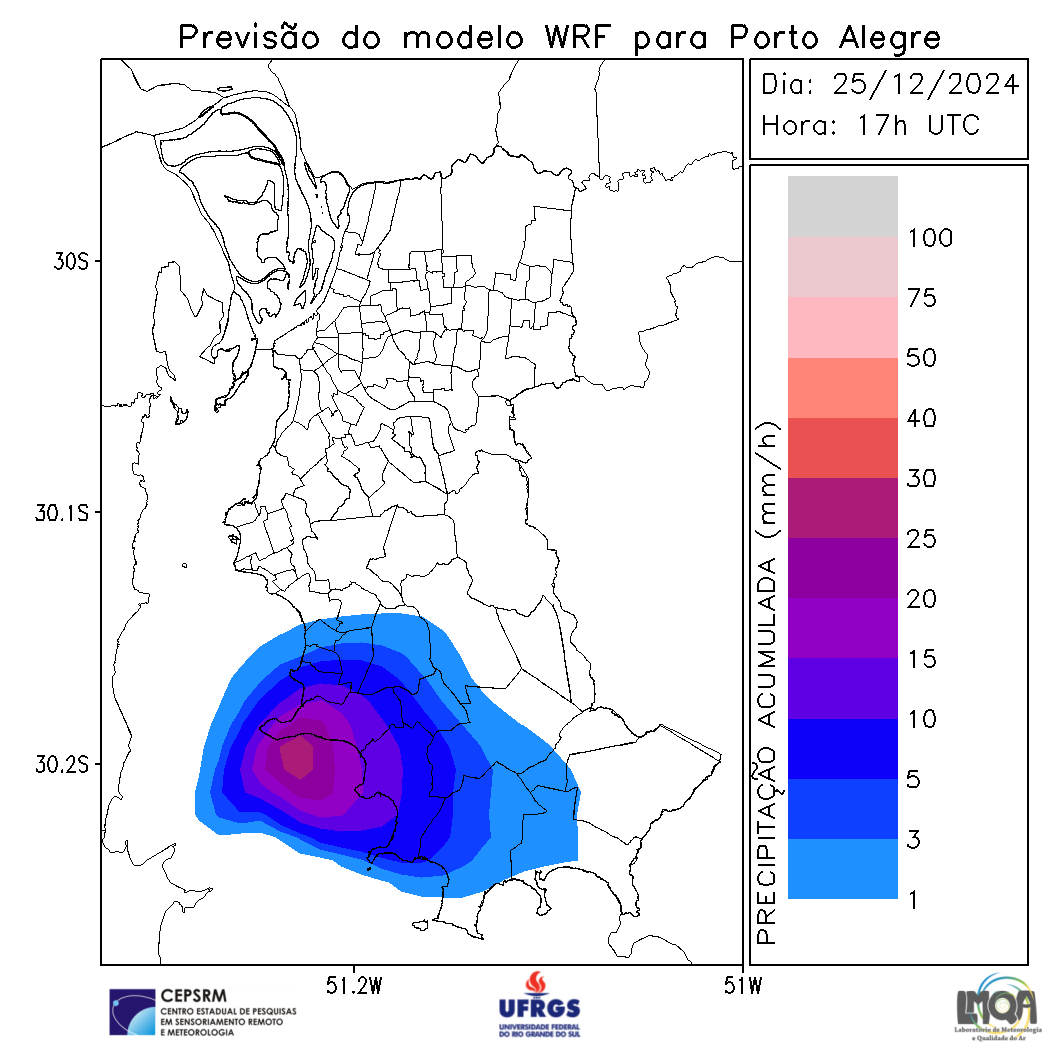 Previsão do modelo WRF para Porto Alegre
Dia: 25/12/2024
Hora: 17h UTC
30S
30.1S
30.2S
51.2W
51W
PRECIPITAÇÃO ACUMULADA (mm/h)
100
75
50
40
30
25
20
15
10
5
3
1
CEPSRM
CENTRO ESTADUAL DE PESQUISAS
EM SENSORIAMENTO REMOTO
E METEOROLOGIA
UFRGS
UNIVERSIDADE FEDERAL
DO RIO GRANDE DO SUL
LMQA
Laboratório de Meteorologia
e Qualidade do Ar